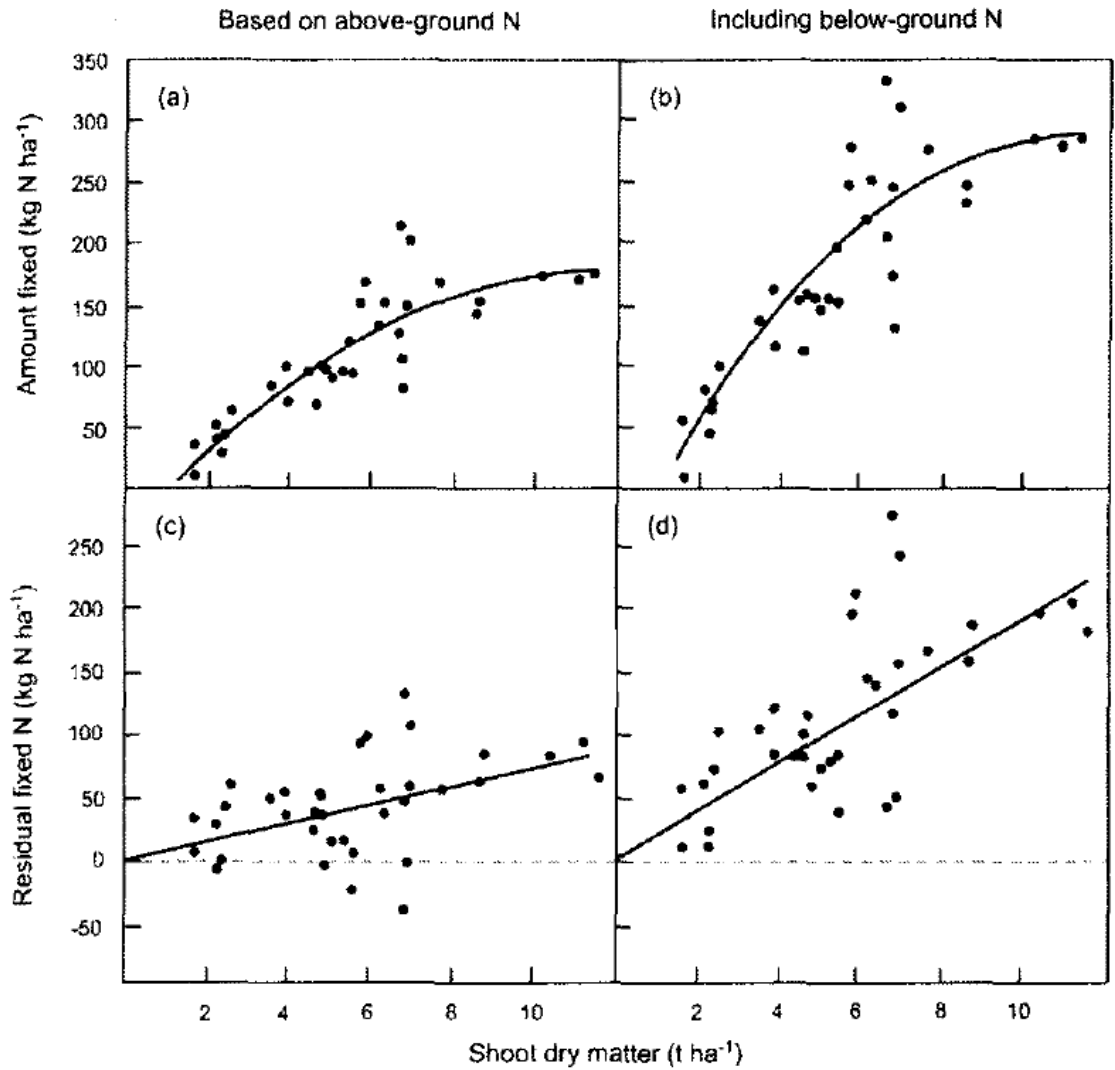 Based on above-ground N
Including below-ground N
(a)
(b)
Amount fixed (kg N ha⁻¹)
350
300
250
200
150
100
50
(c)
(d)
Residual fixed N (kg N ha⁻¹)
250
200
150
100
50
0
-50
2 4 6 8 10
2 4 6 8 10
Shoot dry matter (t ha⁻¹)